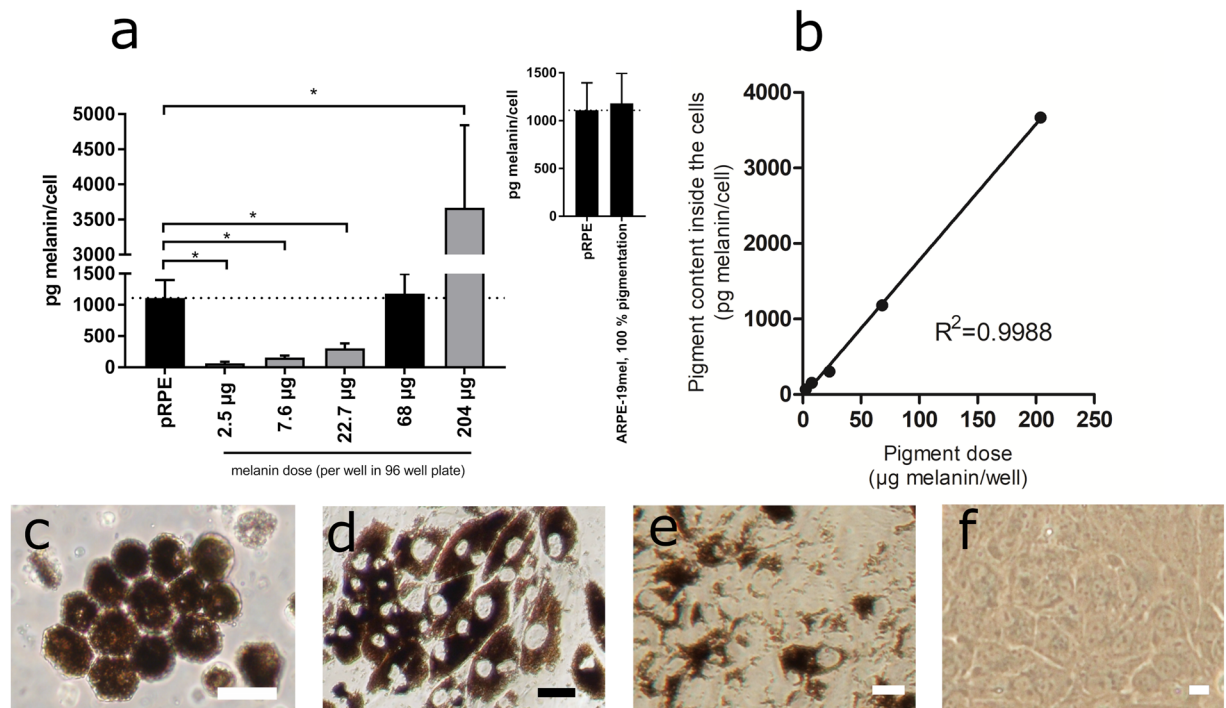 a
pg melanin/cell
5000
4500
4000
3500
3000
1500
1000
500
0
*
*
*
*
pRPE
2.5 µg
7.6 µg
22.7 µg
68 µg
204 µg
melanin dose (per well in 96 well plate)
pg melanin/cell
1500
1000
500
0
pRPE
ARPE-19mel, 100 % pigmentation
b
Pigment content inside the cells
(pg melanin/cell)
4000
3000
2000
1000
0
R²=0.9988
0 50 100 150 200 250
Pigment dose
(µg melanin/well)
c
d
e
f